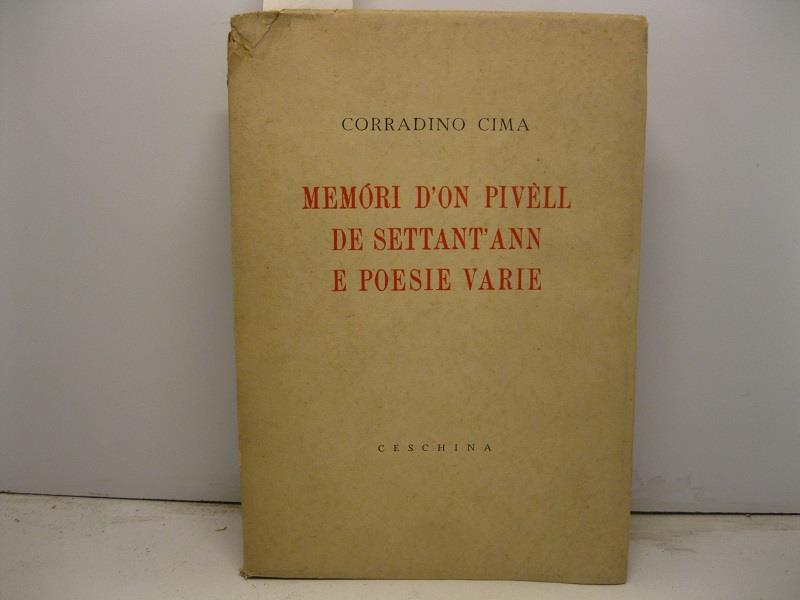 CORRADINO CIMA
MEMÓRI D'ON PIVÈLL
DE SETTANT'ANN
E POESIE VARIE
CESCHINA